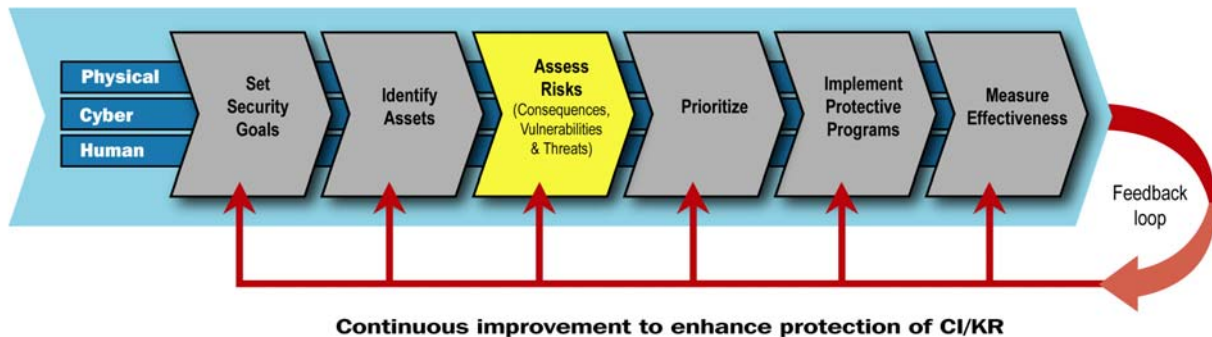 Physical
Cyber
Human
Set
Security
Goals
Identify
Assets
Assess
Risks
(Consequences,
Vulnerabilities
& Threats)
Prioritize
Implement
Protective
Programs
Measure
Effectiveness
Feedback
loop
Continuous improvement to enhance protection of CI/KR